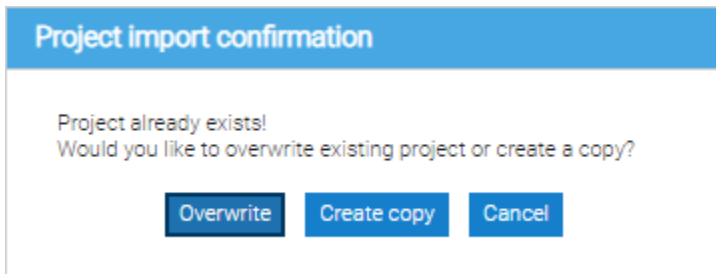 Project import confirmation
Project already exists!
Would you like to overwrite existing project or create a copy?
Overwrite Create copy Cancel